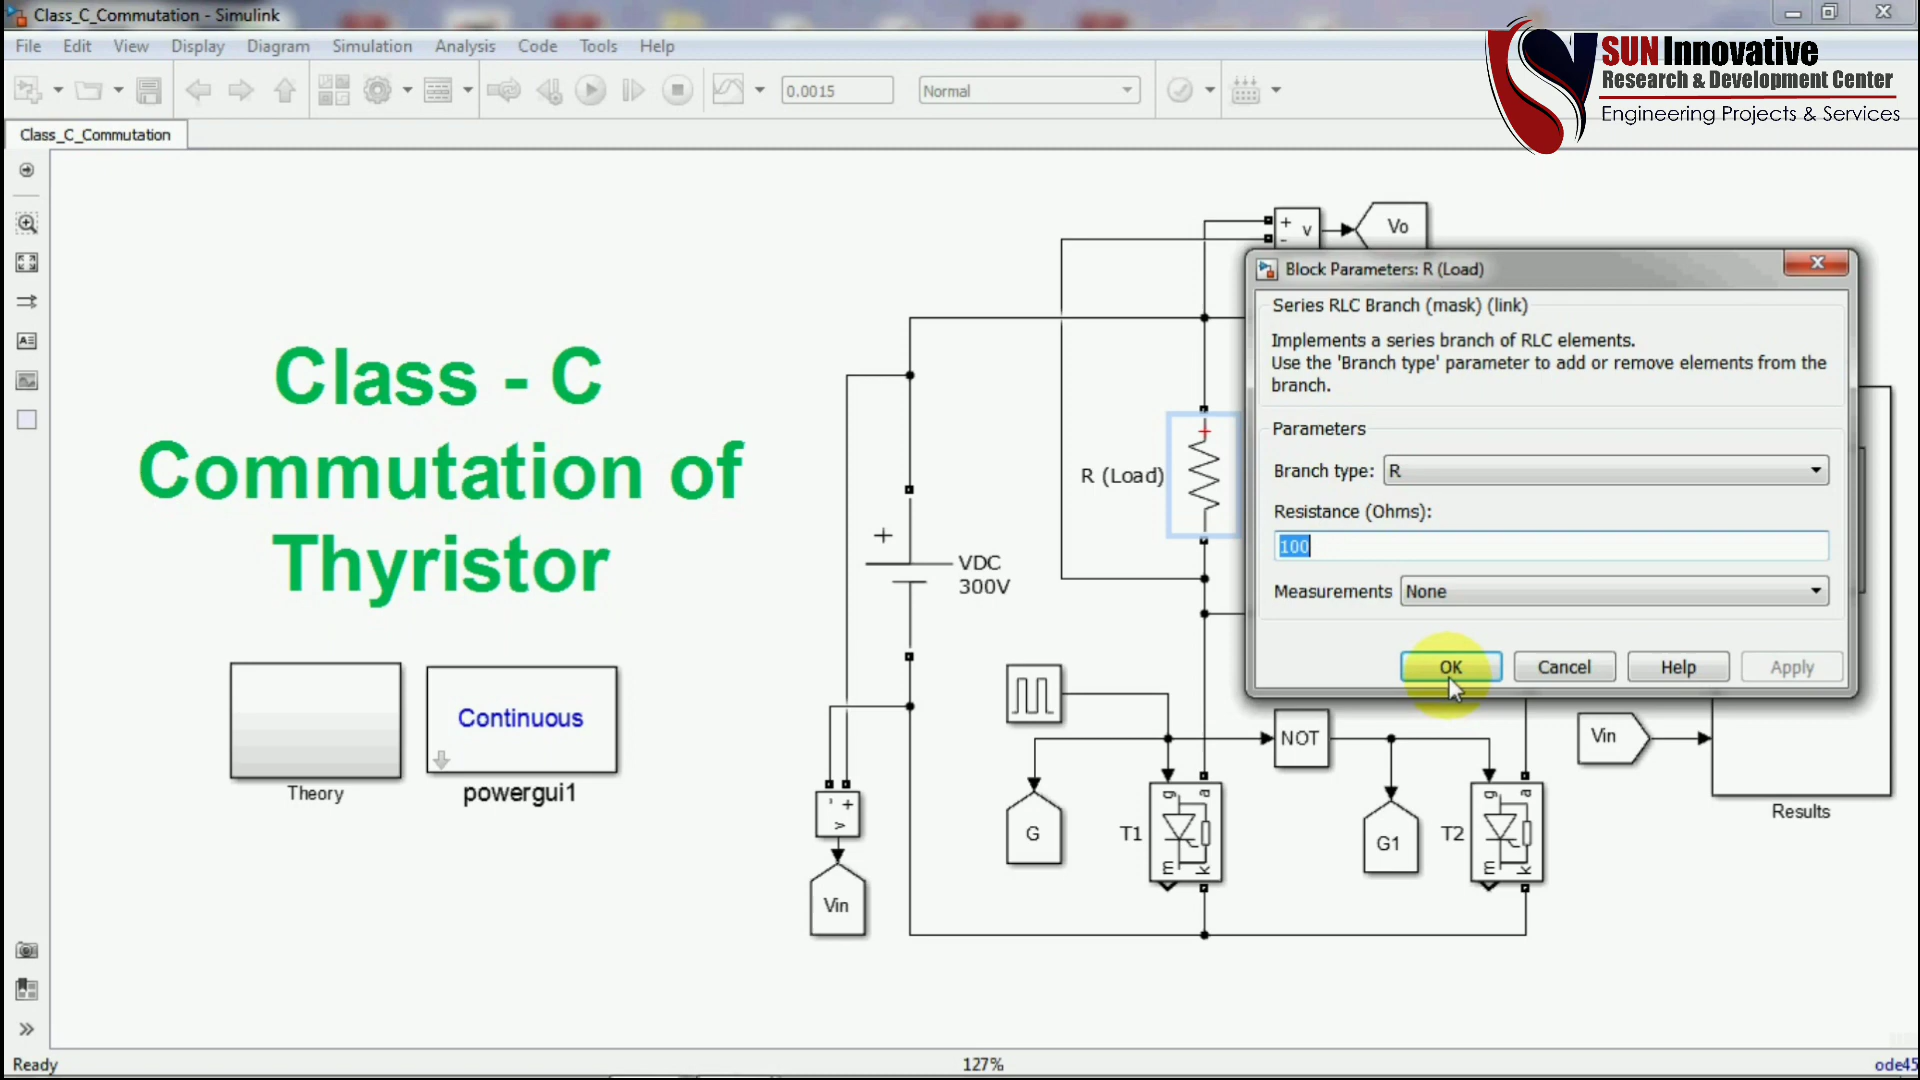 Class_C_Commutation - Simulink
File Edit View Display Diagram Simulation Analysis Code Tools Help
SUN Innovative
Research & Development Center
Engineering Projects & Services
0.0015
Normal
Class_C_Commutation
Class - C
Commutation of
Thyristor
Theory
Continuous
powergui1
+ v
-
Vo
R (Load)
+
+
VDC
300V
NOT
G
g a
T1
m k
G1
g a
T2
m k
- +
v
Vin
Vin
Results
Block Parameters: R (Load)
Series RLC Branch (mask) (link)
Implements a series branch of RLC elements.
Use the 'Branch type' parameter to add or remove elements from the
branch.
Parameters
Branch type: R
Resistance (Ohms):
100
Measurements None
OK Cancel Help Apply
Ready
127%
ode45